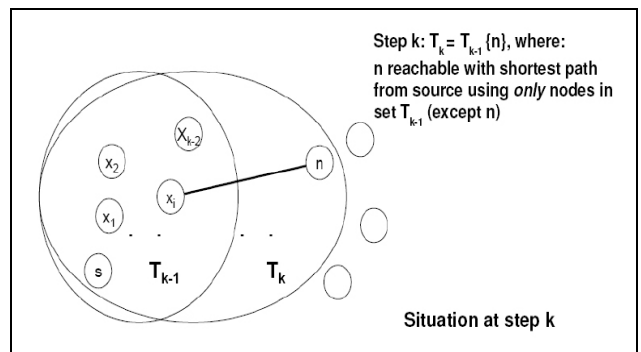 Step k: Tₖ = Tₖ₋₁ {n}, where:
n reachable with shortest path
from source using only nodes in
set Tₖ₋₁ (except n)
Xₖ₋₂
x₂
n
xᵢ
x₁
s
Tₖ₋₁
Tₖ
Situation at step k